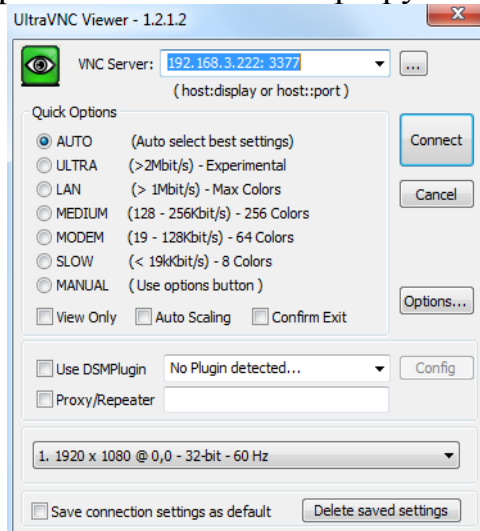 UltraVNC Viewer - 1.2.1.2
VNC Server: 192.168.3.222: 3377 ...
( host:display or host::port )
Quick Options
AUTO (Auto select best settings)
Connect
ULTRA (>2Mbit/s) - Experimental
LAN (> 1Mbit/s) - Max Colors
Cancel
MEDIUM (128 - 256Kbit/s) - 256 Colors
MODEM (19 - 128Kbit/s) - 64 Colors
SLOW (< 19kKbit/s) - 8 Colors
MANUAL (Use options button )
Options...
View Only Auto Scaling Confirm Exit
Use DSMPlugin No Plugin detected... Config
Proxy/Repeater
1. 1920 x 1080 @ 0,0 - 32-bit - 60 Hz
Save connection settings as default Delete saved settings